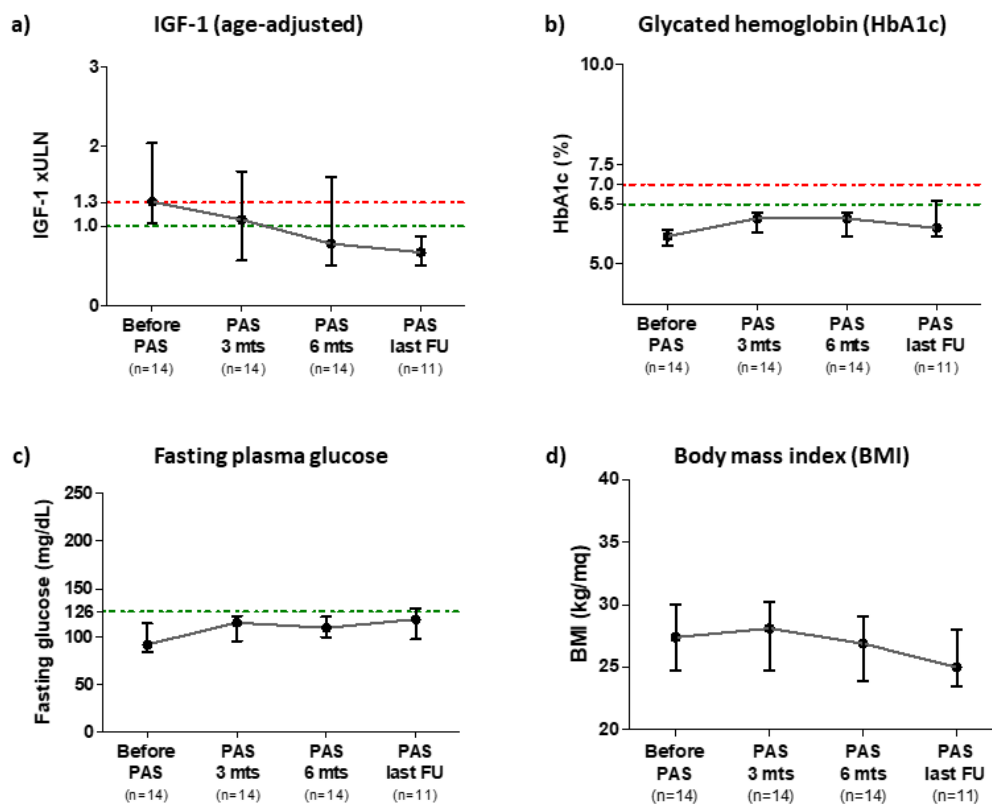 a) IGF-1 (age-adjusted)
3
2
1.3
1.0
0
IGF-1 xULN
Before PAS (n=14)
PAS 3 mts (n=14)
PAS 6 mts (n=14)
PAS last FU (n=11)
b) Glycated hemoglobin (HbA1c)
10.0
7.5
7.0
6.5
5.0
HbA1c (%)
Before PAS (n=14)
PAS 3 mts (n=14)
PAS 6 mts (n=14)
PAS last FU (n=11)
c) Fasting plasma glucose
250
200
150
126
100
50
0
Fasting glucose (mg/dL)
Before PAS (n=14)
PAS 3 mts (n=14)
PAS 6 mts (n=14)
PAS last FU (n=11)
d) Body mass index (BMI)
40
35
30
25
20
BMI (kg/mq)
Before PAS (n=14)
PAS 3 mts (n=14)
PAS 6 mts (n=14)
PAS last FU (n=11)